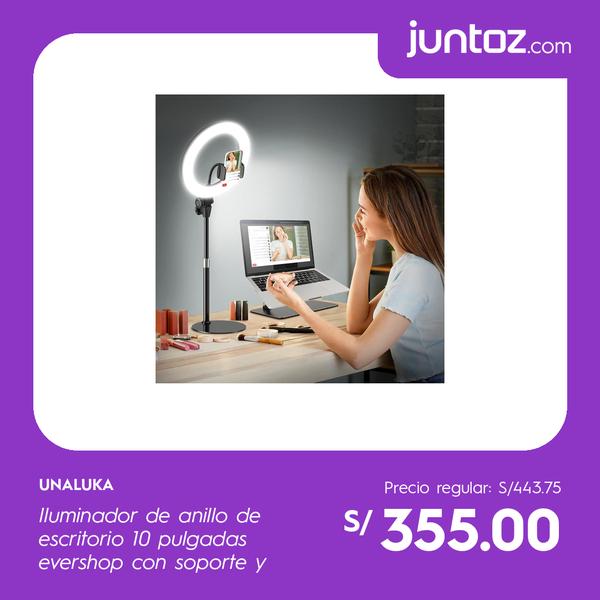 juntoz.com
UNALUKA
Iluminador de anillo de
escritorio 10 pulgadas
evershop con soporte y
Precio regular: S/443.75
S/ 355.00